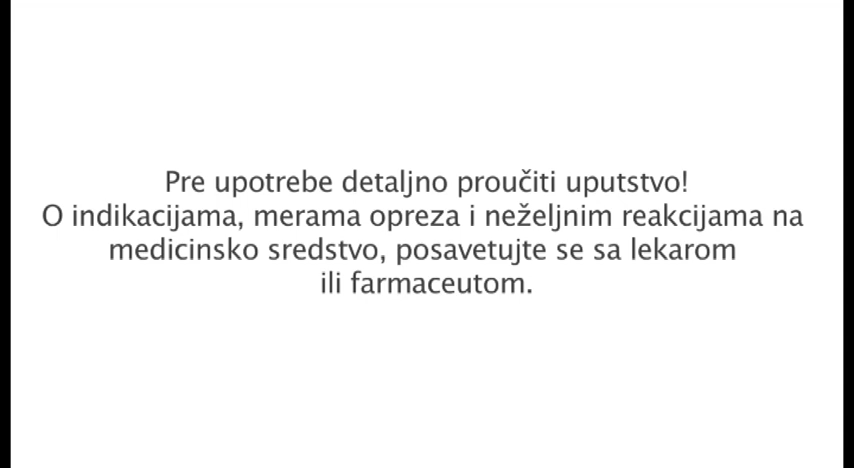 Pre upotrebe detaljno proučiti uputstvo!
O indikacijama, merama opreza i neželjnim reakcijama na
medicinsko sredstvo, posavetujte se sa lekarom
ili farmaceutom.